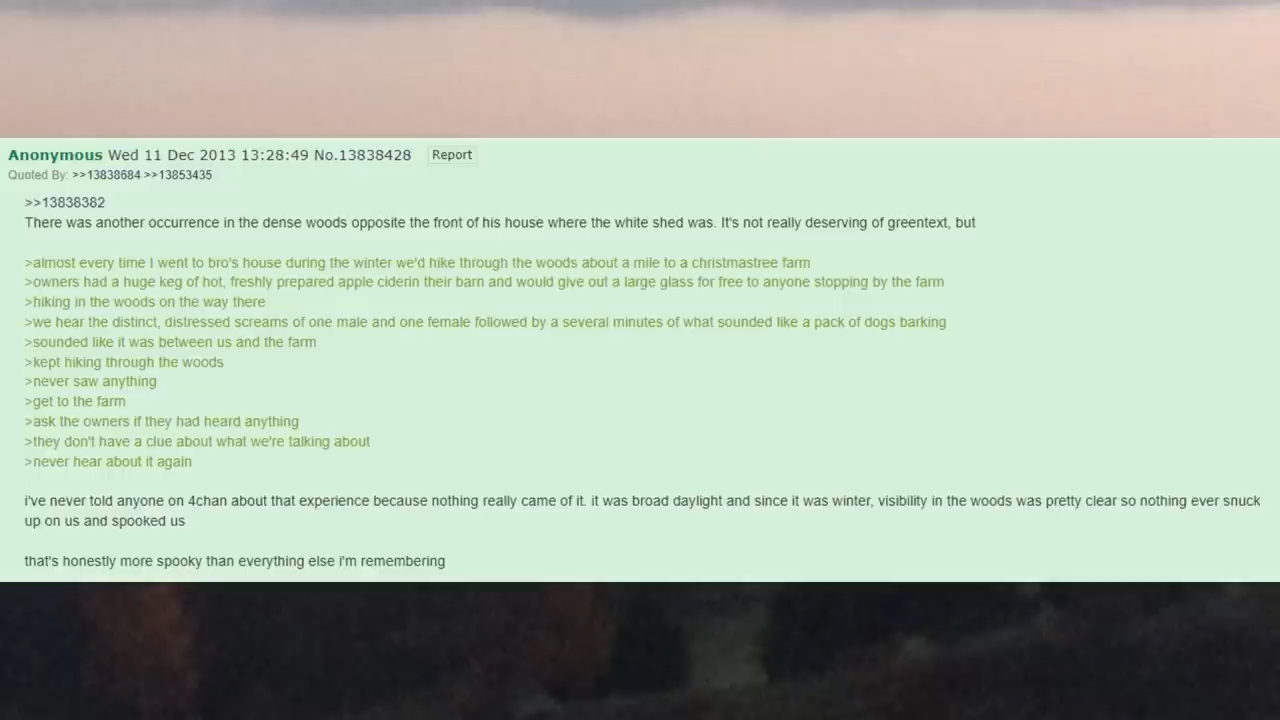 Anonymous Wed 11 Dec 2013 13:28:49 No.13838428 Report
Quoted By: >>13838684 >>13853435
>>13838382
There was another occurrence in the dense woods opposite the front of his house where the white shed was. It's not really deserving of greentext, but
>almost every time I went to bro's house during the winter we'd hike through the woods about a mile to a christmastree farm
>owners had a huge keg of hot, freshly prepared apple ciderin their barn and would give out a large glass for free to anyone stopping by the farm
>hiking in the woods on the way there
>we hear the distinct, distressed screams of one male and one female followed by a several minutes of what sounded like a pack of dogs barking
>sounded like it was between us and the farm
>kept hiking through the woods
>never saw anything
>get to the farm
>ask the owners if they had heard anything
>they don't have a clue about what we're talking about
>never hear about it again
i've never told anyone on 4chan about that experience because nothing really came of it. it was broad daylight and since it was winter, visibility in the woods was pretty clear so nothing ever snuck
up on us and spooked us
that's honestly more spooky than everything else i'm remembering